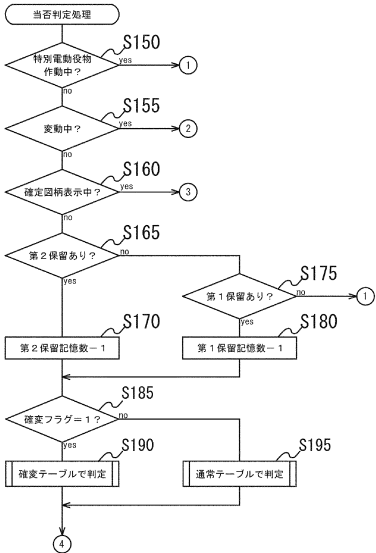 当否判定処理
S150
特別電動役物
作動中？
yes
1
no
S155
変動中？
yes
2
no
S160
確定図柄表示中？
yes
3
no
S165
第２保留あり？
no
yes
S175
第１保留あり？
no
1
yes
S170
第２保留記憶数－１
S180
第１保留記憶数－１
S185
確変フラグ＝１？
no
yes
S190
確変テーブルで判定
S195
通常テーブルで判定
4